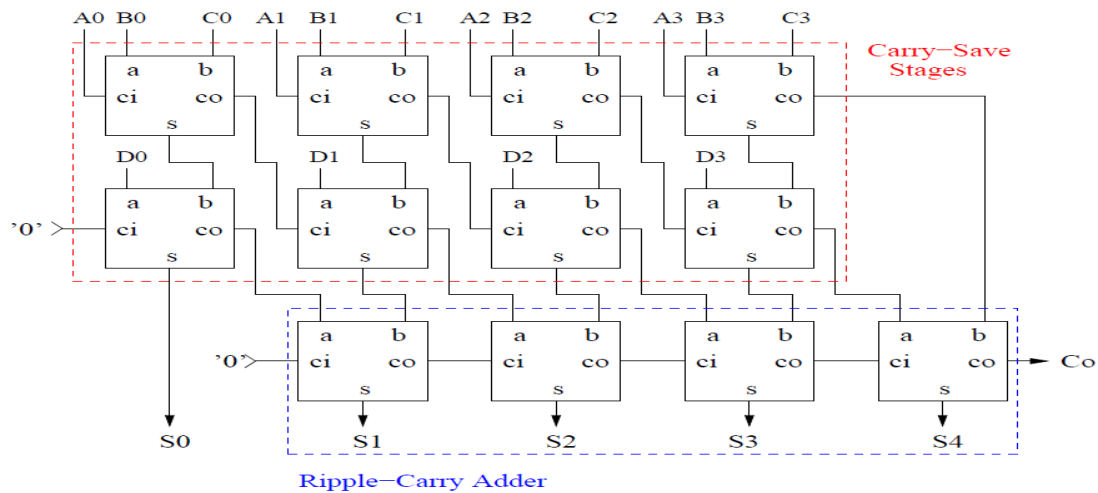 A0 B0 C0 A1 B1 C1 A2 B2 C2 A3 B3 C3
Carry−Save
Stages
a b a b a b a b
ci co ci co ci co ci co
s s s s
D0 D1 D2 D3
a b a b a b a b
'0' ci co ci co ci co ci co
s s s s
a b a b a b a b
'0' ci co ci co ci co ci co Co
s s s s
S0 S1 S2 S3 S4
Ripple−Carry Adder